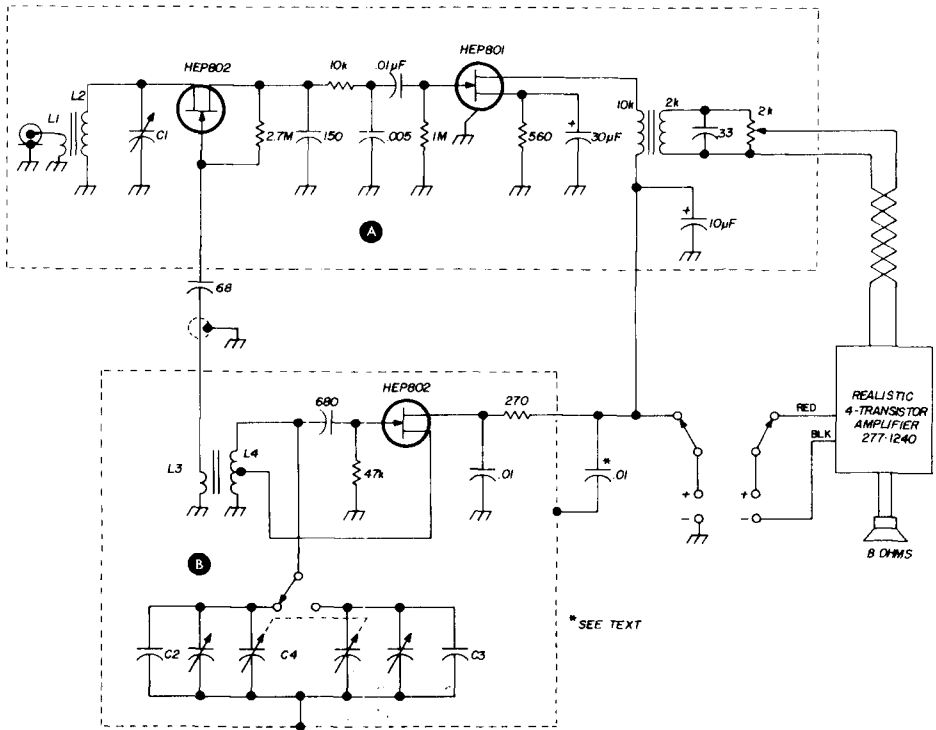 HEP802
HEP801
10k
.01µF
L2
L1
C1
2.7M
150
.005
1M
560
+
30µF
10k
2k
.33
2k
+
10µF
A
68
HEP802
680
270
L3
L4
47k
.01
*
.01
RED
BLK
REALISTIC
4-TRANSISTOR
AMPLIFIER
277-1240
+
+
-
-
8 OHMS
B
* SEE TEXT
C2
C4
C3